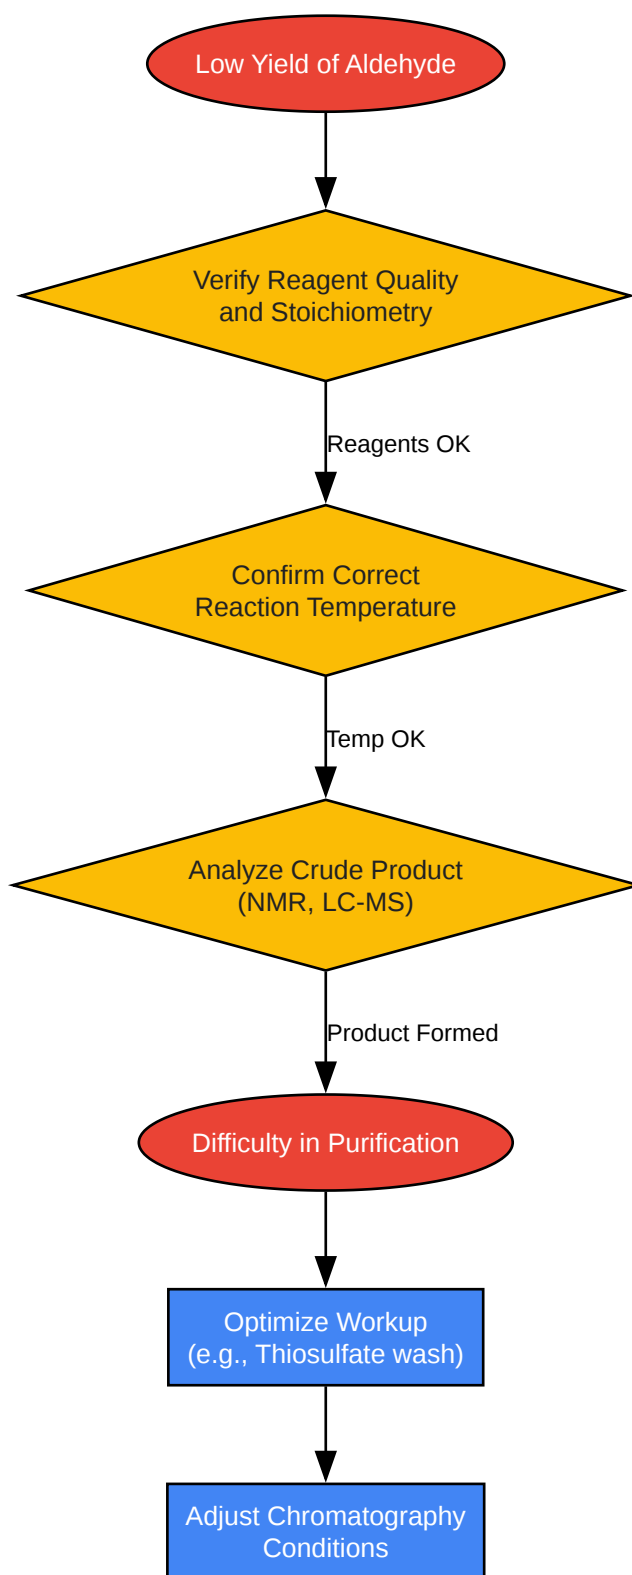 Low Yield of Aldehyde
Verify Reagent Quality
and Stoichiometry
Reagents OK
Confirm Correct
Reaction Temperature
Temp OK
Analyze Crude Product
(NMR, LC-MS)
Product Formed
Difficulty in Purification
Optimize Workup
(e.g., Thiosulfate wash)
Adjust Chromatography
Conditions